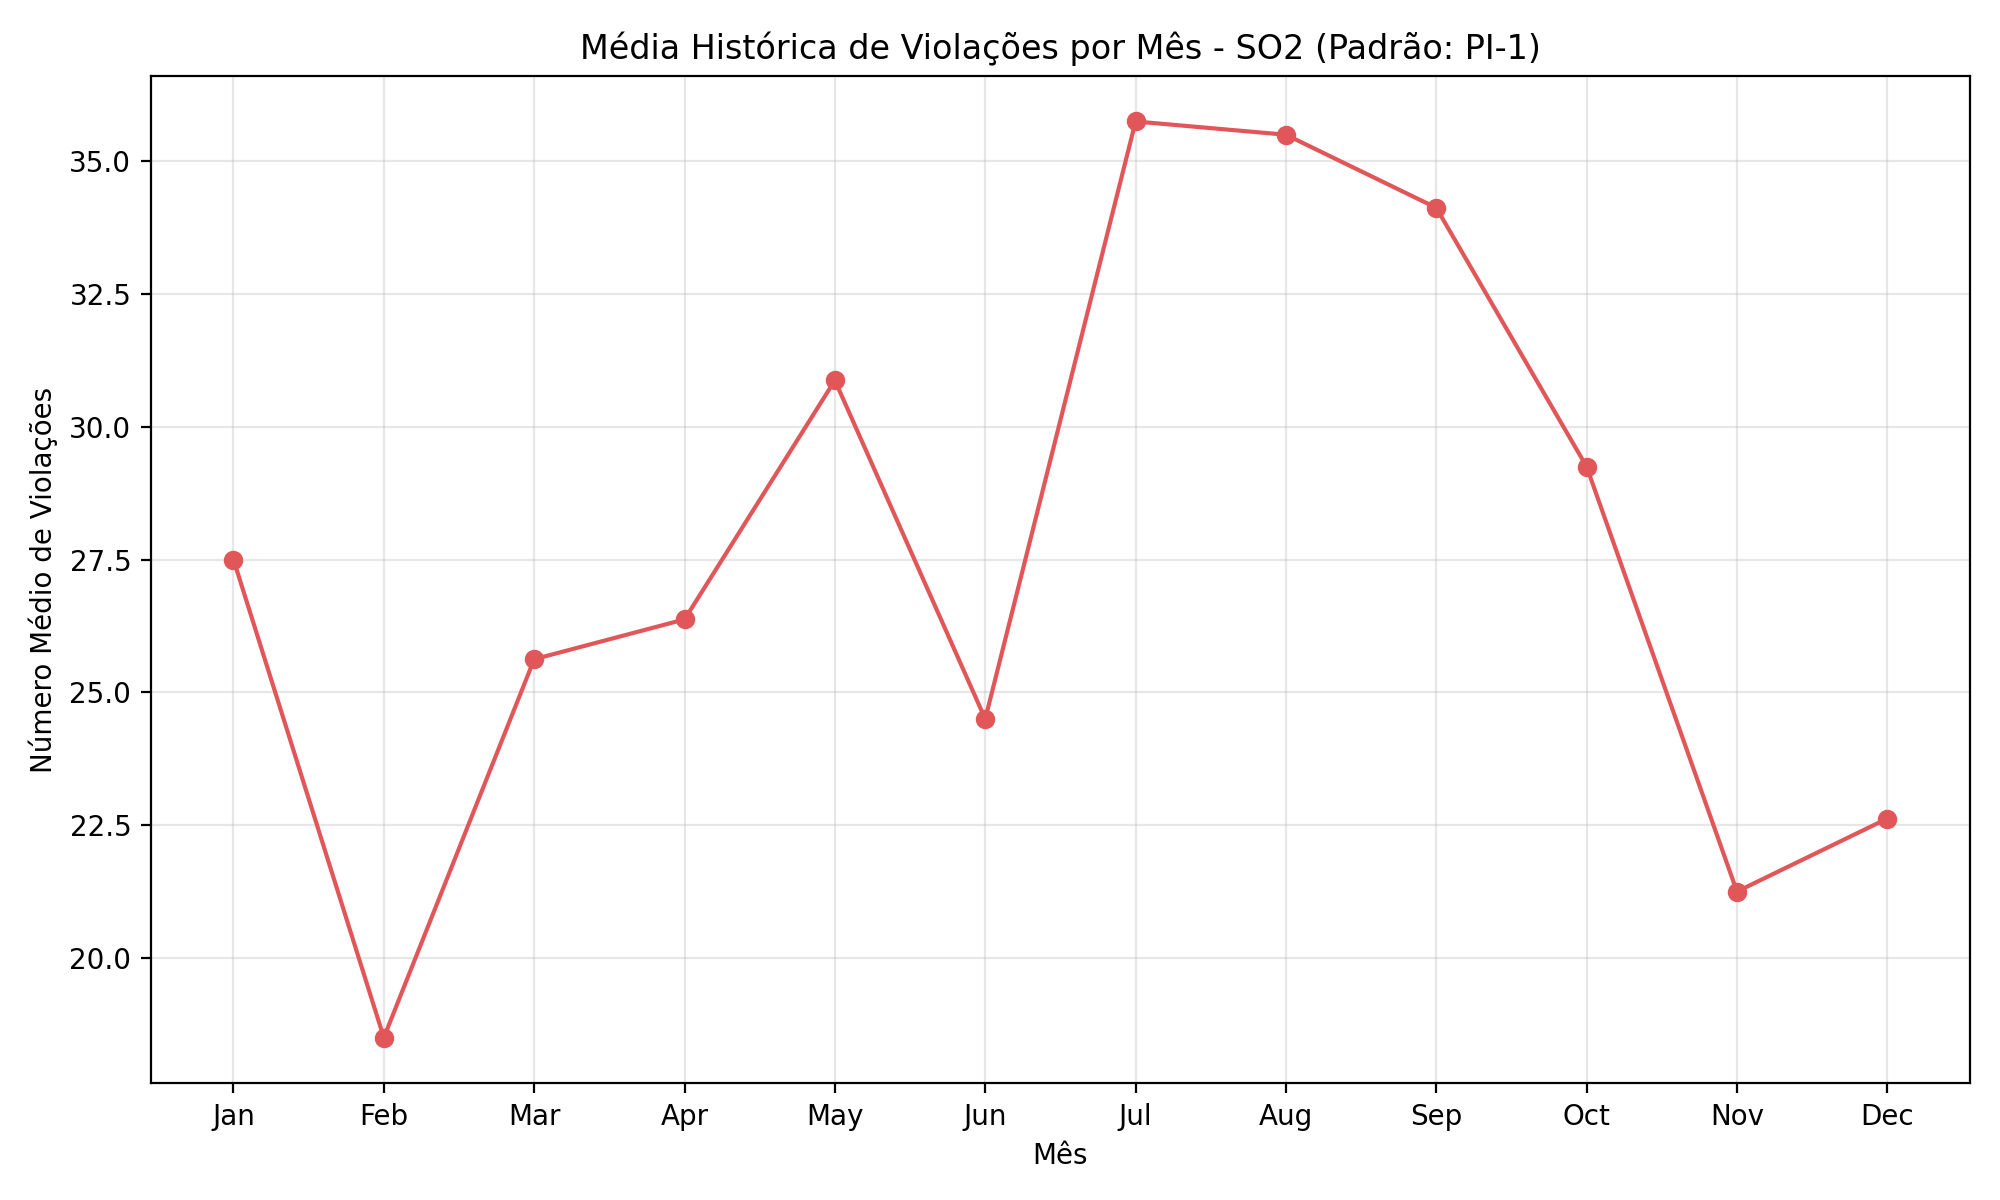 Média Histórica de Violações por Mês - SO2 (Padrão: PI-1)
Número Médio de Violações
35.0
32.5
30.0
27.5
25.0
22.5
20.0
Jan Feb Mar Apr May Jun Jul Aug Sep Oct Nov Dec
Mês